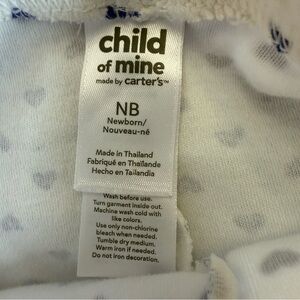 child
of mine
made by carter's™
NB
Newborn/
Nouveau-né
Made in Thailand
Fabriqué en Thaïlande
Hecho en Tailandia
Wash before use.
Turn garment inside out.
Machine wash cold with
like colors.
Use only non-chlorine
bleach when needed.
Tumble dry medium.
Warm iron if needed.
Do not iron decoration.